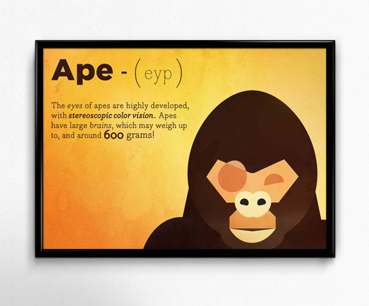 Ape - (eyp)
The eyes of apes are highly developed,
with stereoscopic color vision. Apes
have large brains, which may weigh up
to, and around 600 grams!